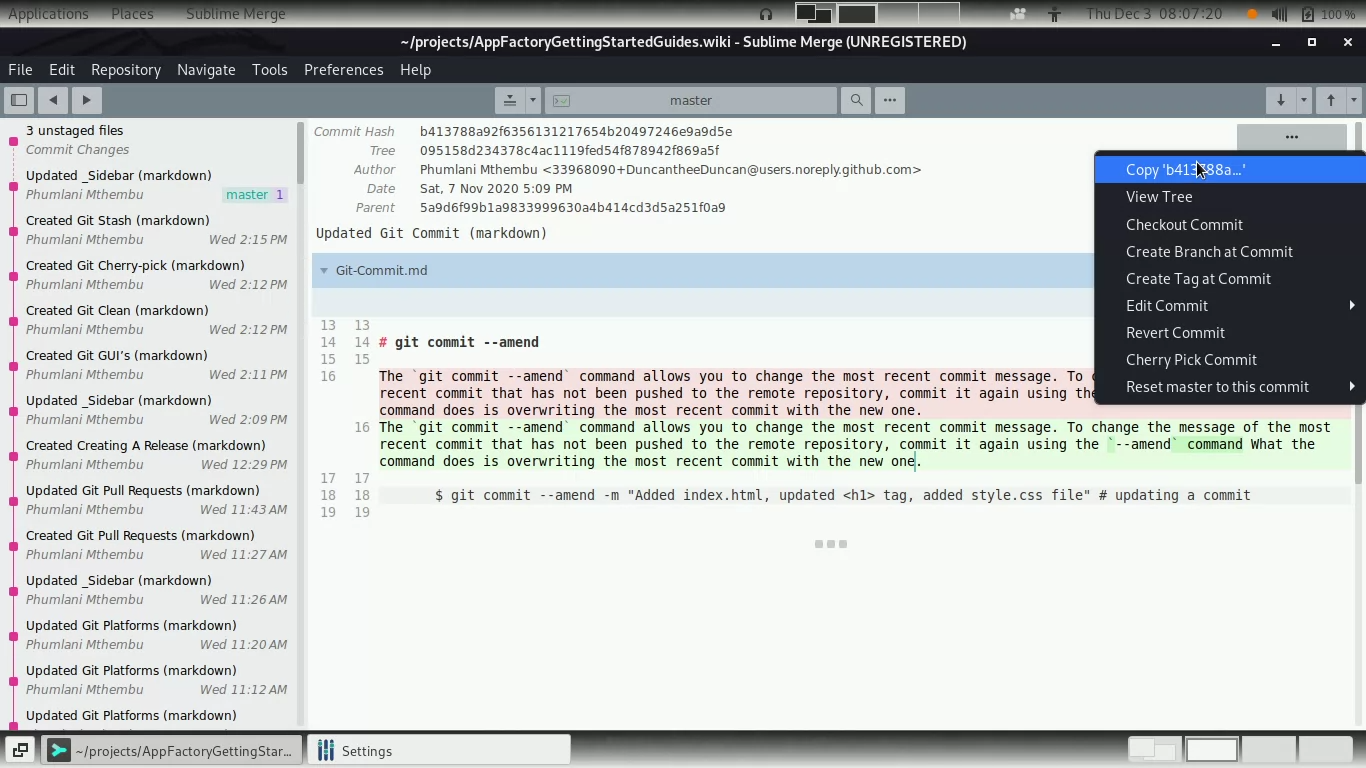 Applications Places Sublime Merge Thu Dec 3 08:07:20 100 %
~/projects/AppFactoryGettingStartedGuides.wiki - Sublime Merge (UNREGISTERED)
File Edit Repository Navigate Tools Preferences Help
master
3 unstaged files
Commit Changes
Updated _Sidebar (markdown)
Phumlani Mthembu master 1
Created Git Stash (markdown)
Phumlani Mthembu Wed 2:15 PM
Created Git Cherry-pick (markdown)
Phumlani Mthembu Wed 2:12 PM
Created Git Clean (markdown)
Phumlani Mthembu Wed 2:12 PM
Created Git GUI's (markdown)
Phumlani Mthembu Wed 2:11 PM
Updated _Sidebar (markdown)
Phumlani Mthembu Wed 2:09 PM
Created Creating A Release (markdown)
Phumlani Mthembu Wed 12:29 PM
Updated Git Pull Requests (markdown)
Phumlani Mthembu Wed 11:43 AM
Created Git Pull Requests (markdown)
Phumlani Mthembu Wed 11:27 AM
Updated _Sidebar (markdown)
Phumlani Mthembu Wed 11:26 AM
Updated Git Platforms (markdown)
Phumlani Mthembu Wed 11:20 AM
Updated Git Platforms (markdown)
Phumlani Mthembu Wed 11:12 AM
Updated Git Platforms (markdown)
Commit Hash b413788a92f6356131217654b20497246e9a9d5e
Tree 095158d234378c4ac1119fed54f878942f869a5f
Author Phumlani Mthembu <33968090+DuncantheeDuncan@users.noreply.github.com>
Date Sat, 7 Nov 2020 5:09 PM
Parent 5a9d6f99b1a9833999630a4b414cd3d5a251f0a9
Updated Git Commit (markdown)
Git-Commit.md
13 13
14 14 # git commit --amend
15 15
16 The `git commit --amend` command allows you to change the most recent commit message. To
recent commit that has not been pushed to the remote repository, commit it again using the
command does is overwriting the most recent commit with the new one.
16 The `git commit --amend` command allows you to change the most recent commit message. To change the message of the most
recent commit that has not been pushed to the remote repository, commit it again using the `--amend` command What the
command does is overwriting the most recent commit with the new one.
17 17
18 18 $ git commit --amend -m "Added index.html, updated <h1> tag, added style.css file" # updating a commit
19 19
Copy 'b413788a...'
View Tree
Checkout Commit
Create Branch at Commit
Create Tag at Commit
Edit Commit
Revert Commit
Cherry Pick Commit
Reset master to this commit
~/projects/AppFactoryGettingStar... Settings